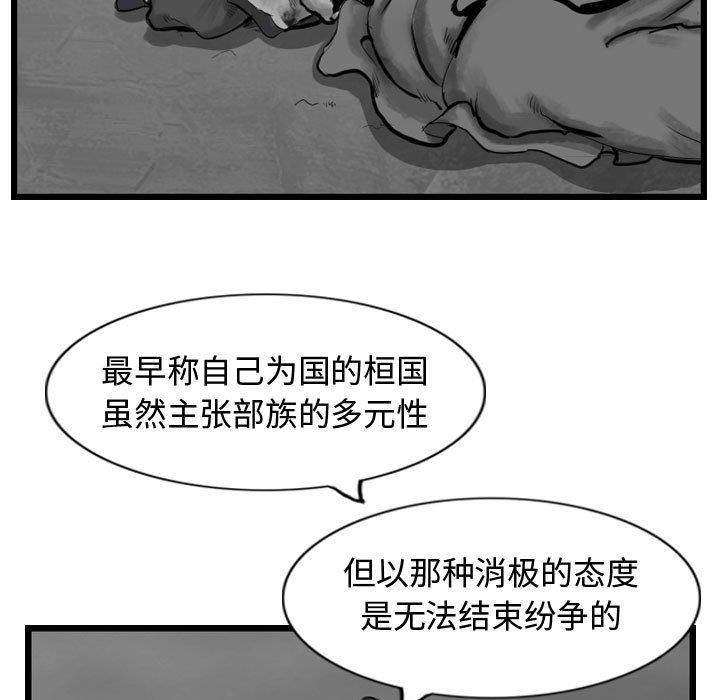 最早称自己为国的桓国
虽然主张部族的多元性
但以那种消极的态度
是无法结束纷争的